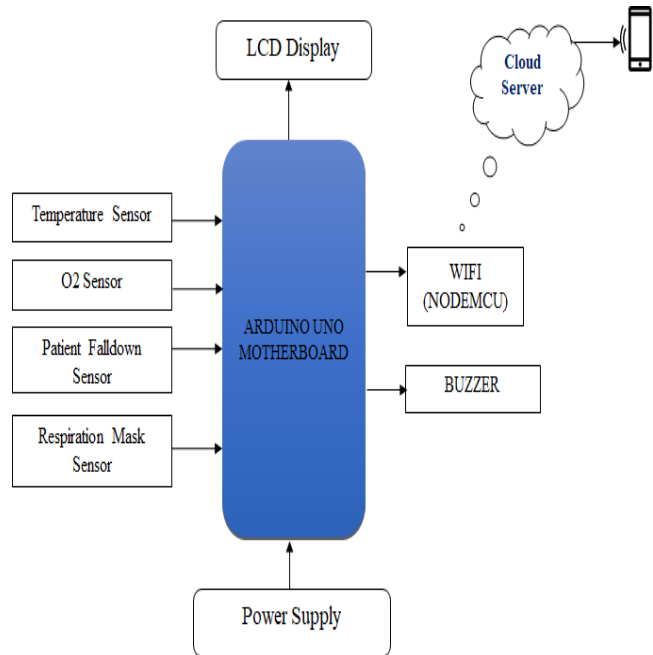 LCD Display
Cloud
Server
Temperature Sensor
O2 Sensor
Patient Falldown
Sensor
Respiration Mask
Sensor
ARDUINO UNO
MOTHERBOARD
WIFI
(NODEMCU)
BUZZER
Power Supply